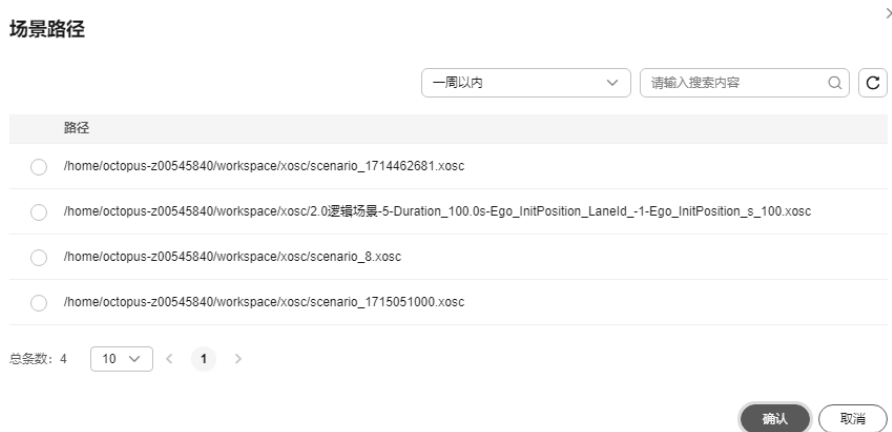 场景路径
一周以内 请输入搜索内容
路径
/home/octopus-z00545840/workspace/xosc/scenario_1714462681.xosc
/home/octopus-z00545840/workspace/xosc/2.0逻辑场景-5-Duration_100.0s-Ego_InitPosition_LaneId_-1-Ego_InitPosition_s_100.xosc
/home/octopus-z00545840/workspace/xosc/scenario_8.xosc
/home/octopus-z00545840/workspace/xosc/scenario_1715051000.xosc
总条数：4 10 1
确认 取消